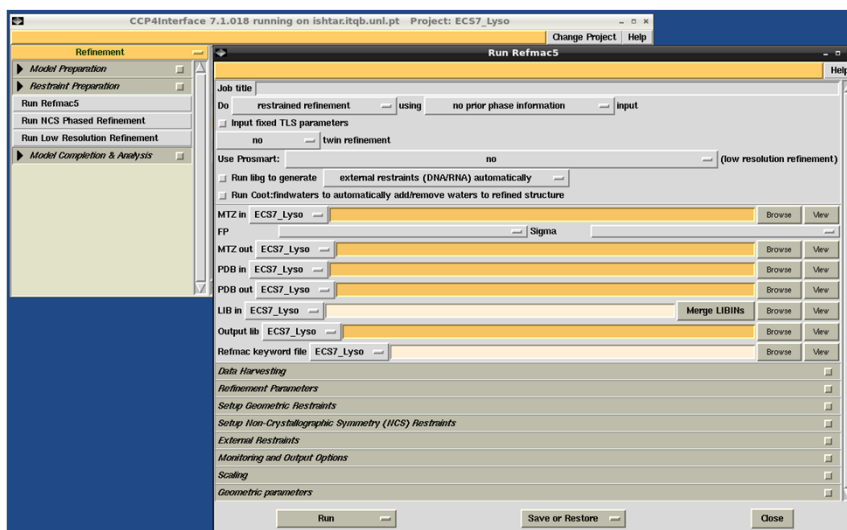 CCP4Interface 7.1.018 running on ishtar.itqb.unl.pt Project: ECS7_Lyso
Change Project Help
Refinement
Model Preparation
Restraint Preparation
Run Refmac5
Run NCS Phased Refinement
Run Low Resolution Refinement
Model Completion & Analysis
Run Refmac5
Help
Job title
Do restrained refinement using no prior phase information input
Input fixed TLS parameters
no twin refinement
Use Prosmart: no (low resolution refinement)
Run libg to generate external restraints (DNA/RNA) automatically
Run Coot:findwaters to automatically add/remove waters to refined structure
MTZ in ECS7_Lyso Browse View
FP Sigma
MTZ out ECS7_Lyso Browse View
PDB in ECS7_Lyso Browse View
PDB out ECS7_Lyso Browse View
LIB in ECS7_Lyso Merge LIBINs Browse View
Output lib ECS7_Lyso Browse View
Refmac keyword file ECS7_Lyso Browse View
Data Harvesting
Refinement Parameters
Setup Geometric Restraints
Setup Non-Crystallographic Symmetry (NCS) Restraints
External Restraints
Monitoring and Output Options
Scaling
Geometric parameters
Run Save or Restore Close